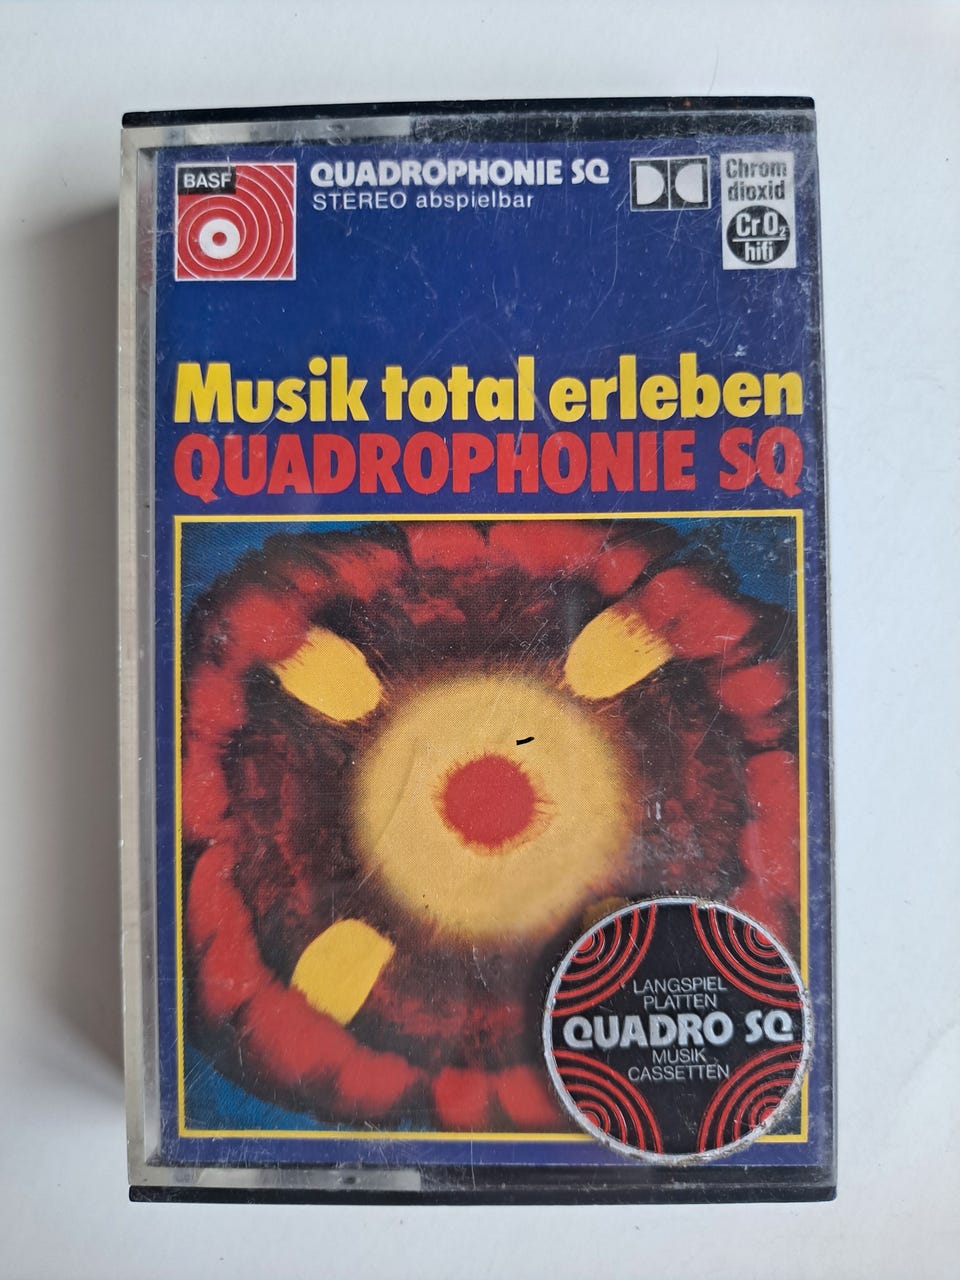 BASF
QUADROPHONIE SQ
STEREO abspielbar
Chrom
dioxid
CrO₂
hifi
Musik total erleben
QUADROPHONIE SQ
LANGSPIEL
PLATTEN
QUADRO SQ
MUSIK
CASSETTEN